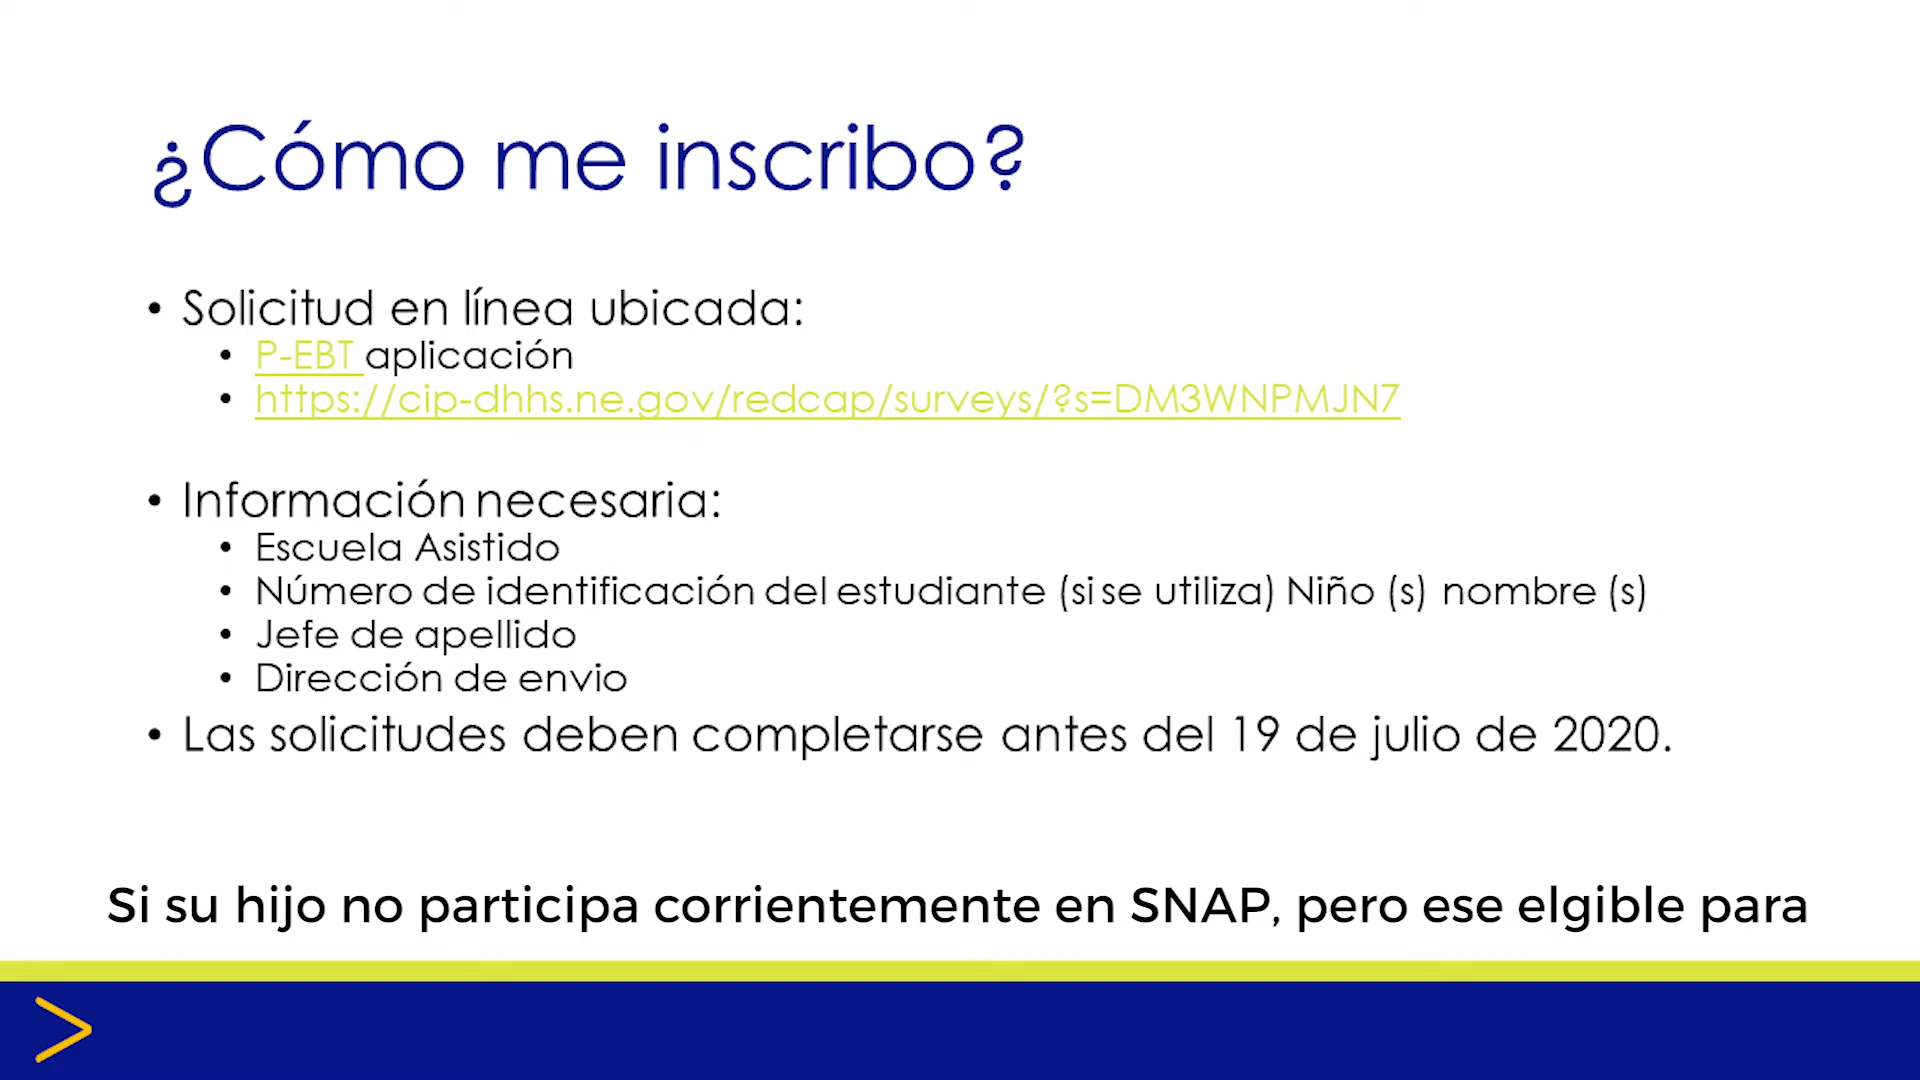 ¿Cómo me inscribo?
• Solicitud en línea ubicada:
• P-EBT aplicación
• https://cip-dhhs.ne.gov/redcap/surveys/?s=DM3WNPMJN7
• Información necesaria:
• Escuela Asistido
• Número de identificación del estudiante (si se utiliza) Niño (s) nombre (s)
• Jefe de apellido
• Dirección de envio
• Las solicitudes deben completarse antes del 19 de julio de 2020.
Si su hijo no participa corrientemente en SNAP, pero ese elgible para